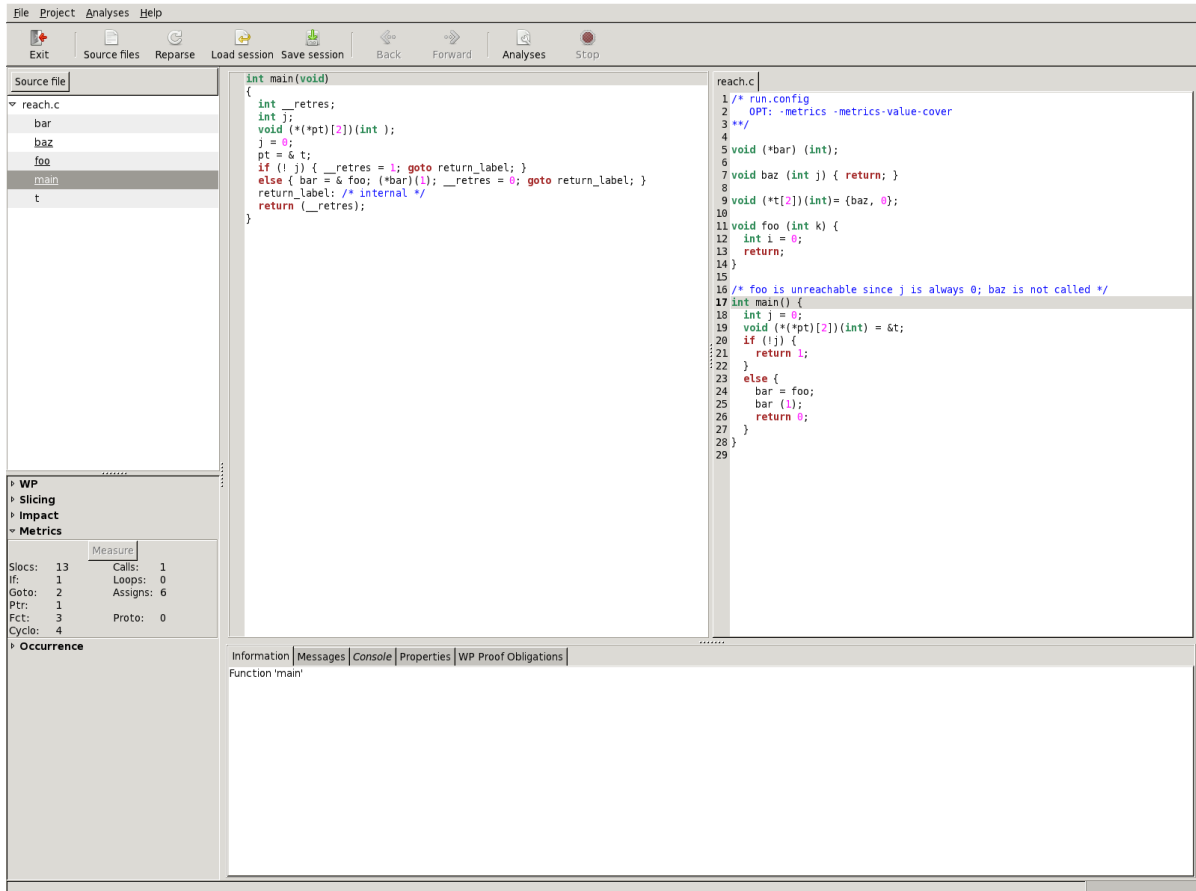 File Project Analyses Help
Exit Source files Reparse Load session Save session Back Forward Analyses Stop
Source file
reach.c
bar
baz
foo
main
t
int main(void)
{
  int __retres;
  int j;
  void (*(*pt)[2])(int );
  j = 0;
  pt = & t;
  if (! j) { __retres = 1; goto return_label; }
  else { bar = & foo; (*bar)(1); __retres = 0; goto return_label; }
  return_label: /* internal */
  return (__retres);
}
reach.c
1 /* run.config
2    OPT: -metrics -metrics-value-cover
3 **/
4
5 void (*bar) (int);
6
7 void baz (int j) { return; }
8
9 void (*t[2])(int)= {baz, 0};
10
11 void foo (int k) {
12   int i = 0;
13   return;
14 }
15
16 /* foo is unreachable since j is always 0; baz is not called */
17 int main() {
18   int j = 0;
19   void (*(*pt)[2])(int) = &t;
20   if (!j) {
21     return 1;
22   }
23   else {
24     bar = foo;
25     bar (1);
26     return 0;
27   }
28 }
29
WP
Slicing
Impact
Metrics
Measure
Slocs: 13 Calls: 1
If: 1 Loops: 0
Goto: 2 Assigns: 6
Ptr: 1
Fct: 3 Proto: 0
Cyclo: 4
Occurrence
Information Messages Console Properties WP Proof Obligations
Function 'main'